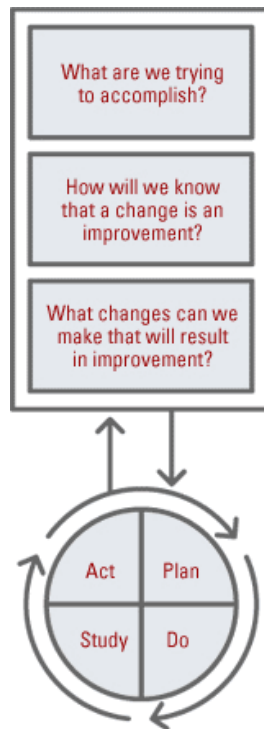 What are we trying
to accomplish?
How will we know
that a change is an
improvement?
What changes can we
make that will result
in improvement?
Act
Plan
Study
Do